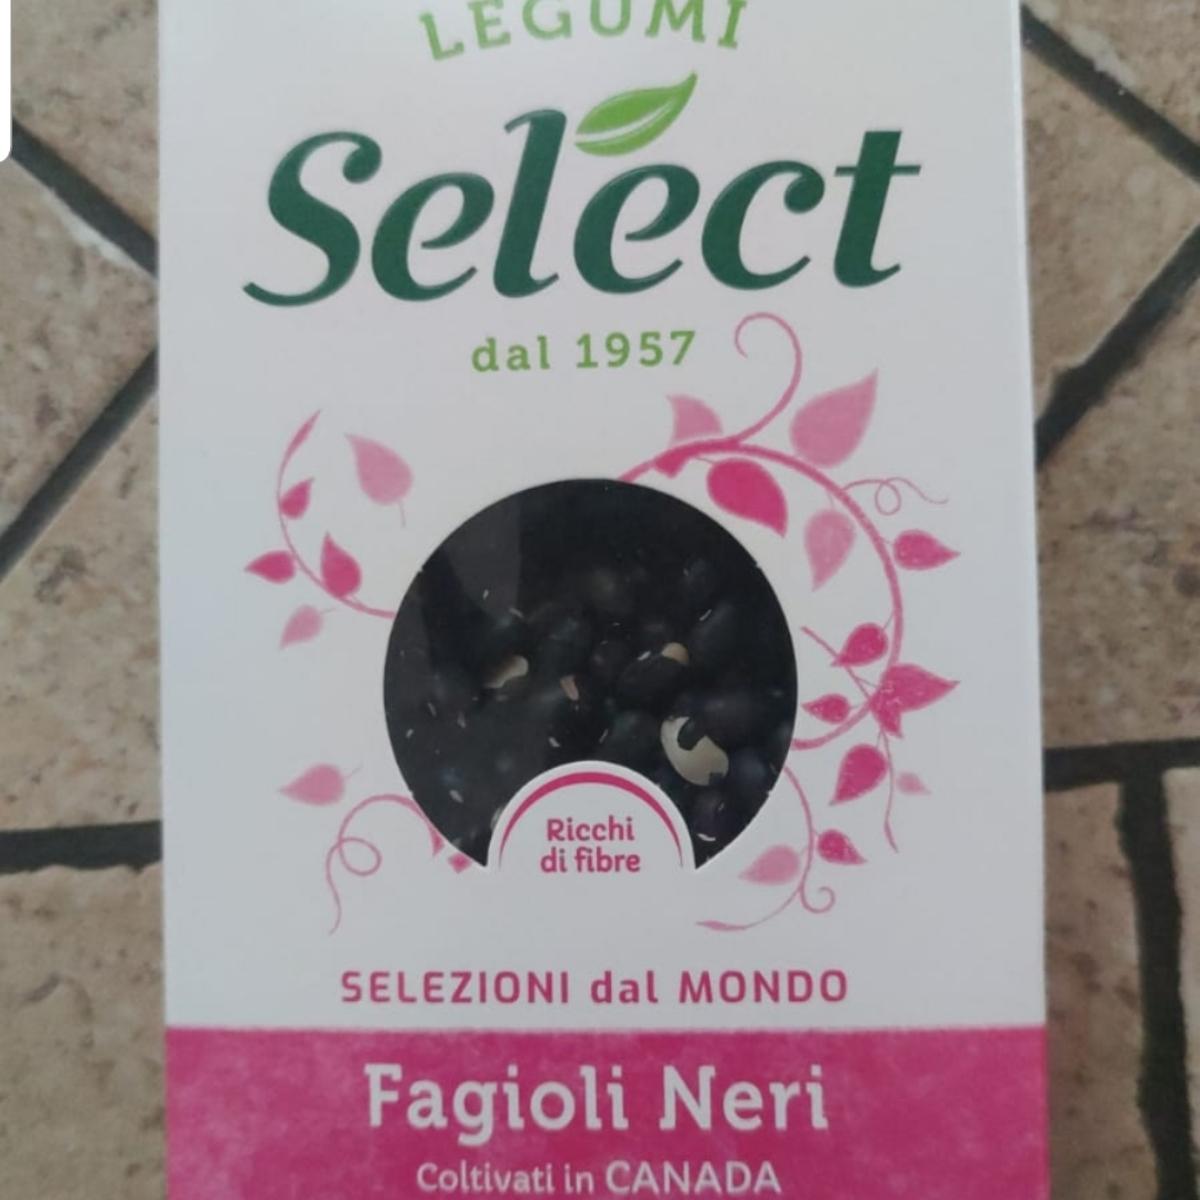 LEGUMI
Select
dal 1957
Ricchi
di fibre
SELEZIONI dal MONDO
Fagioli Neri
Coltivati in CANADA